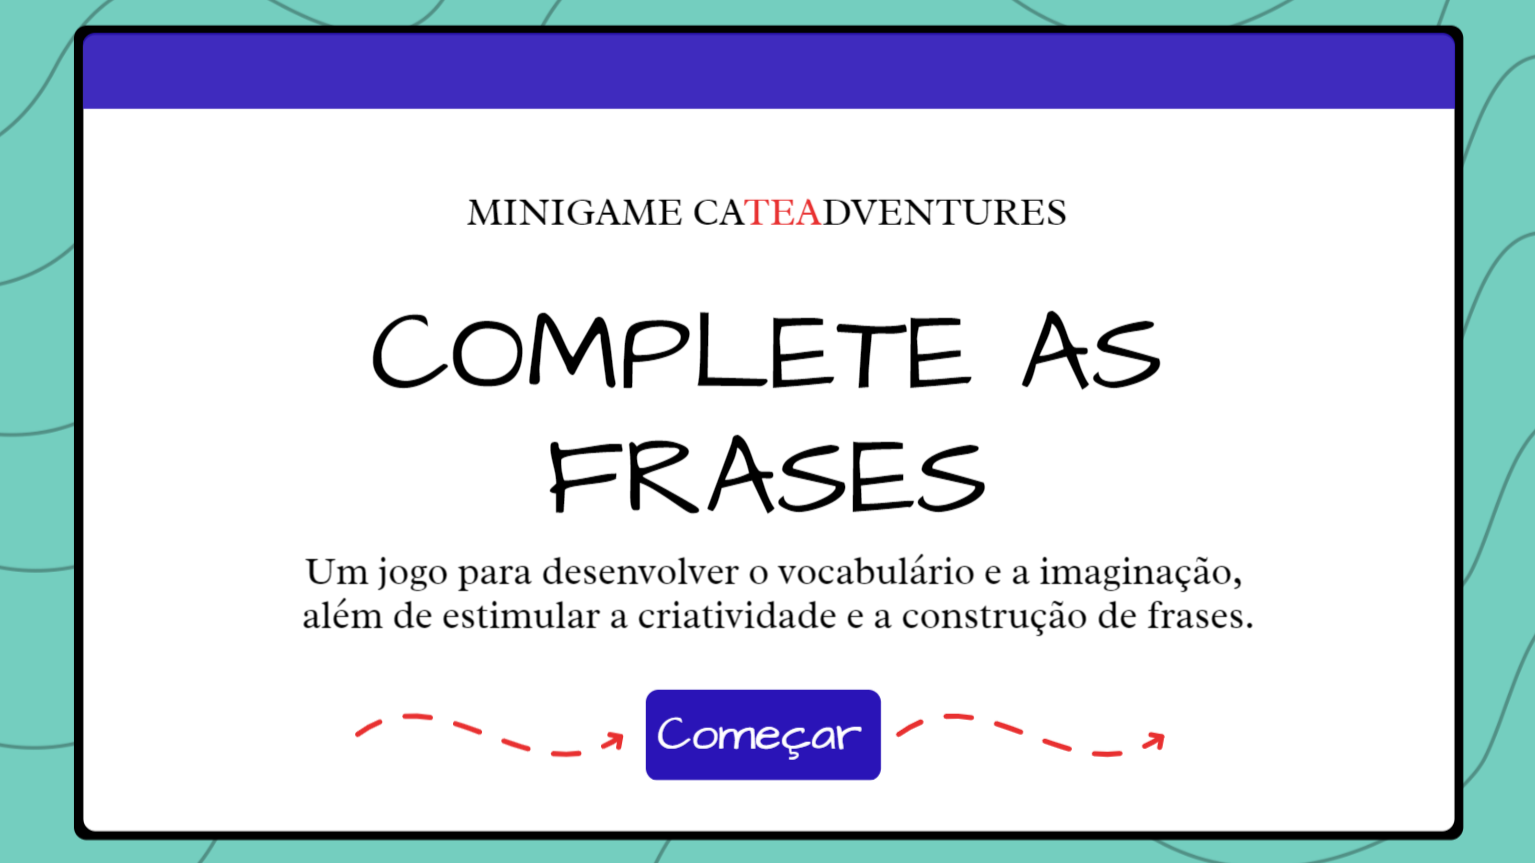 MINIGAME CATEADVENTURES
COMPLETE AS
FRASES
Um jogo para desenvolver o vocabulário e a imaginação,
além de estimular a criatividade e a construção de frases.
Começar